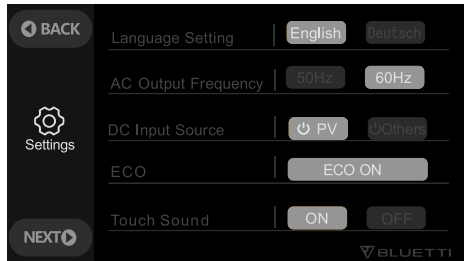 BACK
Language Setting English Deutsch
AC Output Frequency 50Hz 60Hz
DC Input Source PV Others
Settings
ECO ECO ON
Touch Sound ON OFF
NEXT
BLUETTI